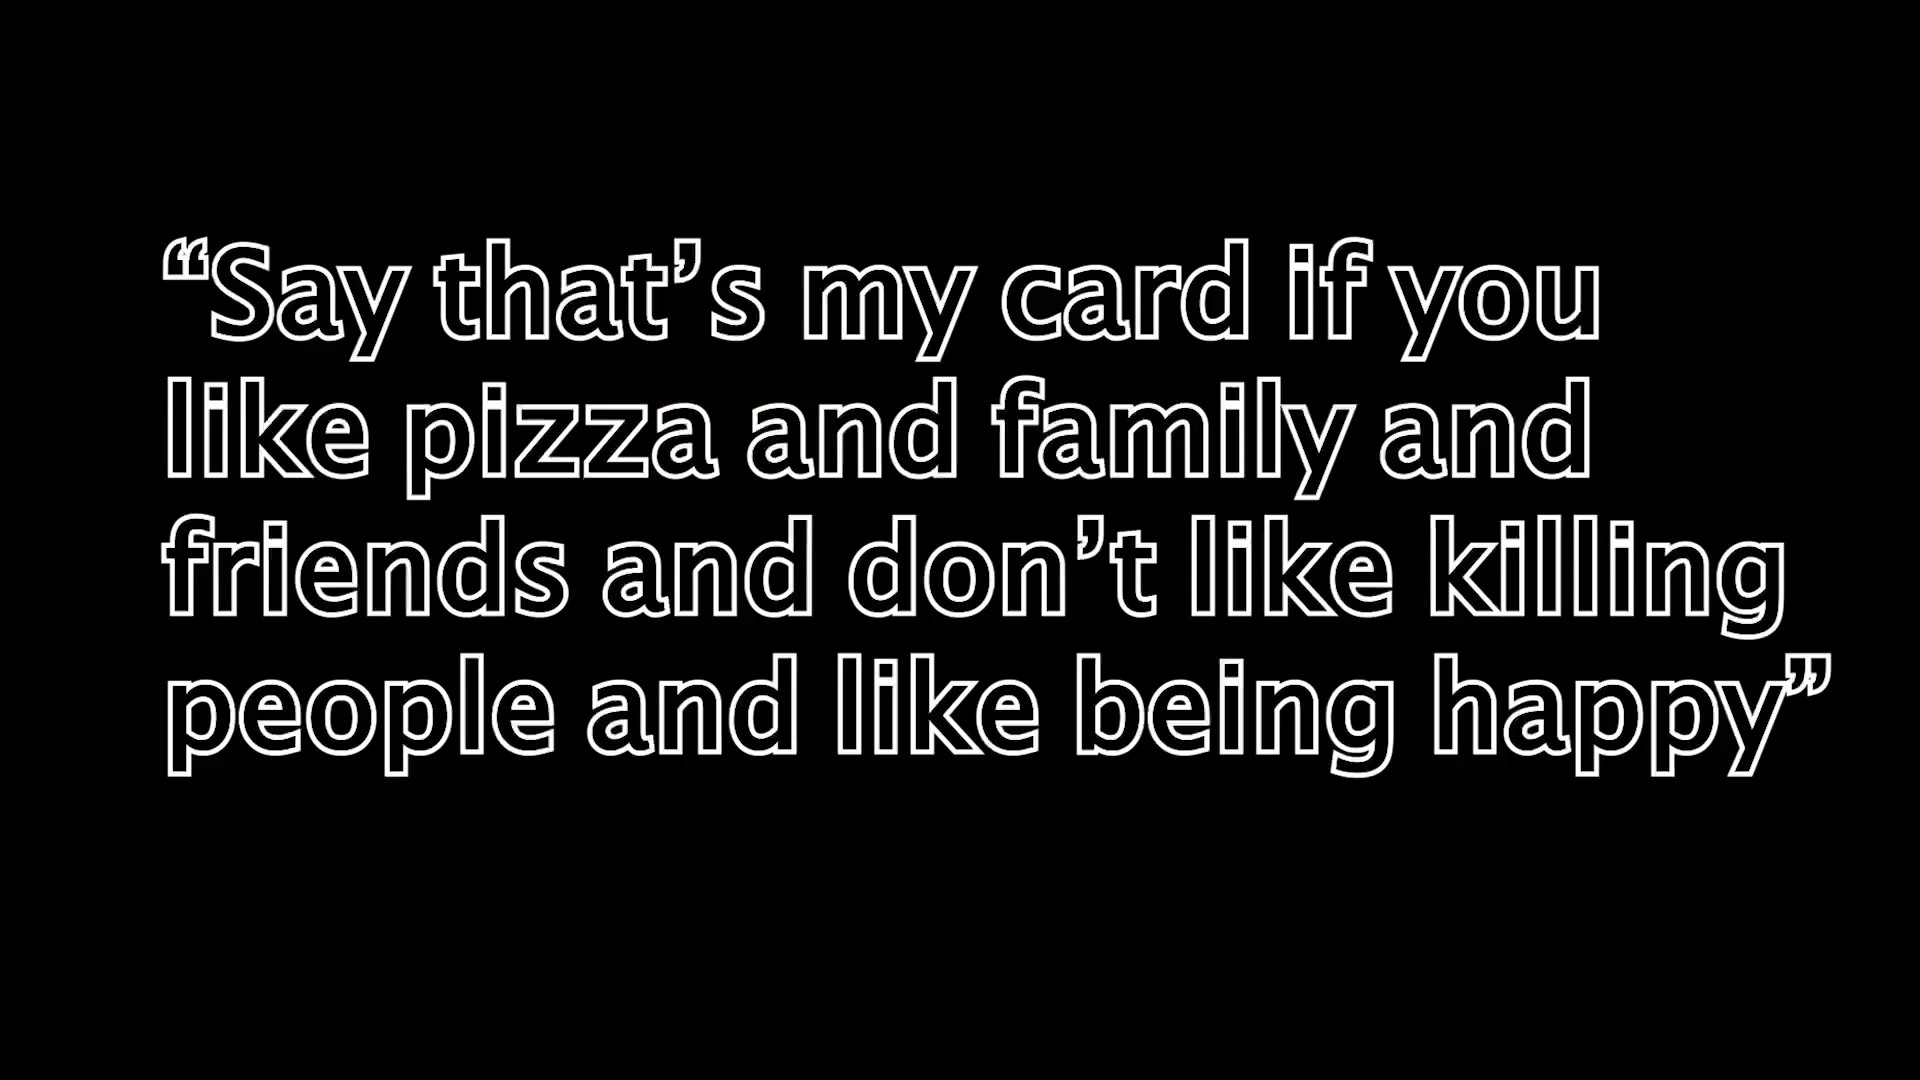 “Say that’s my card if you
like pizza and family and
friends and don’t like killing
people and like being happy”